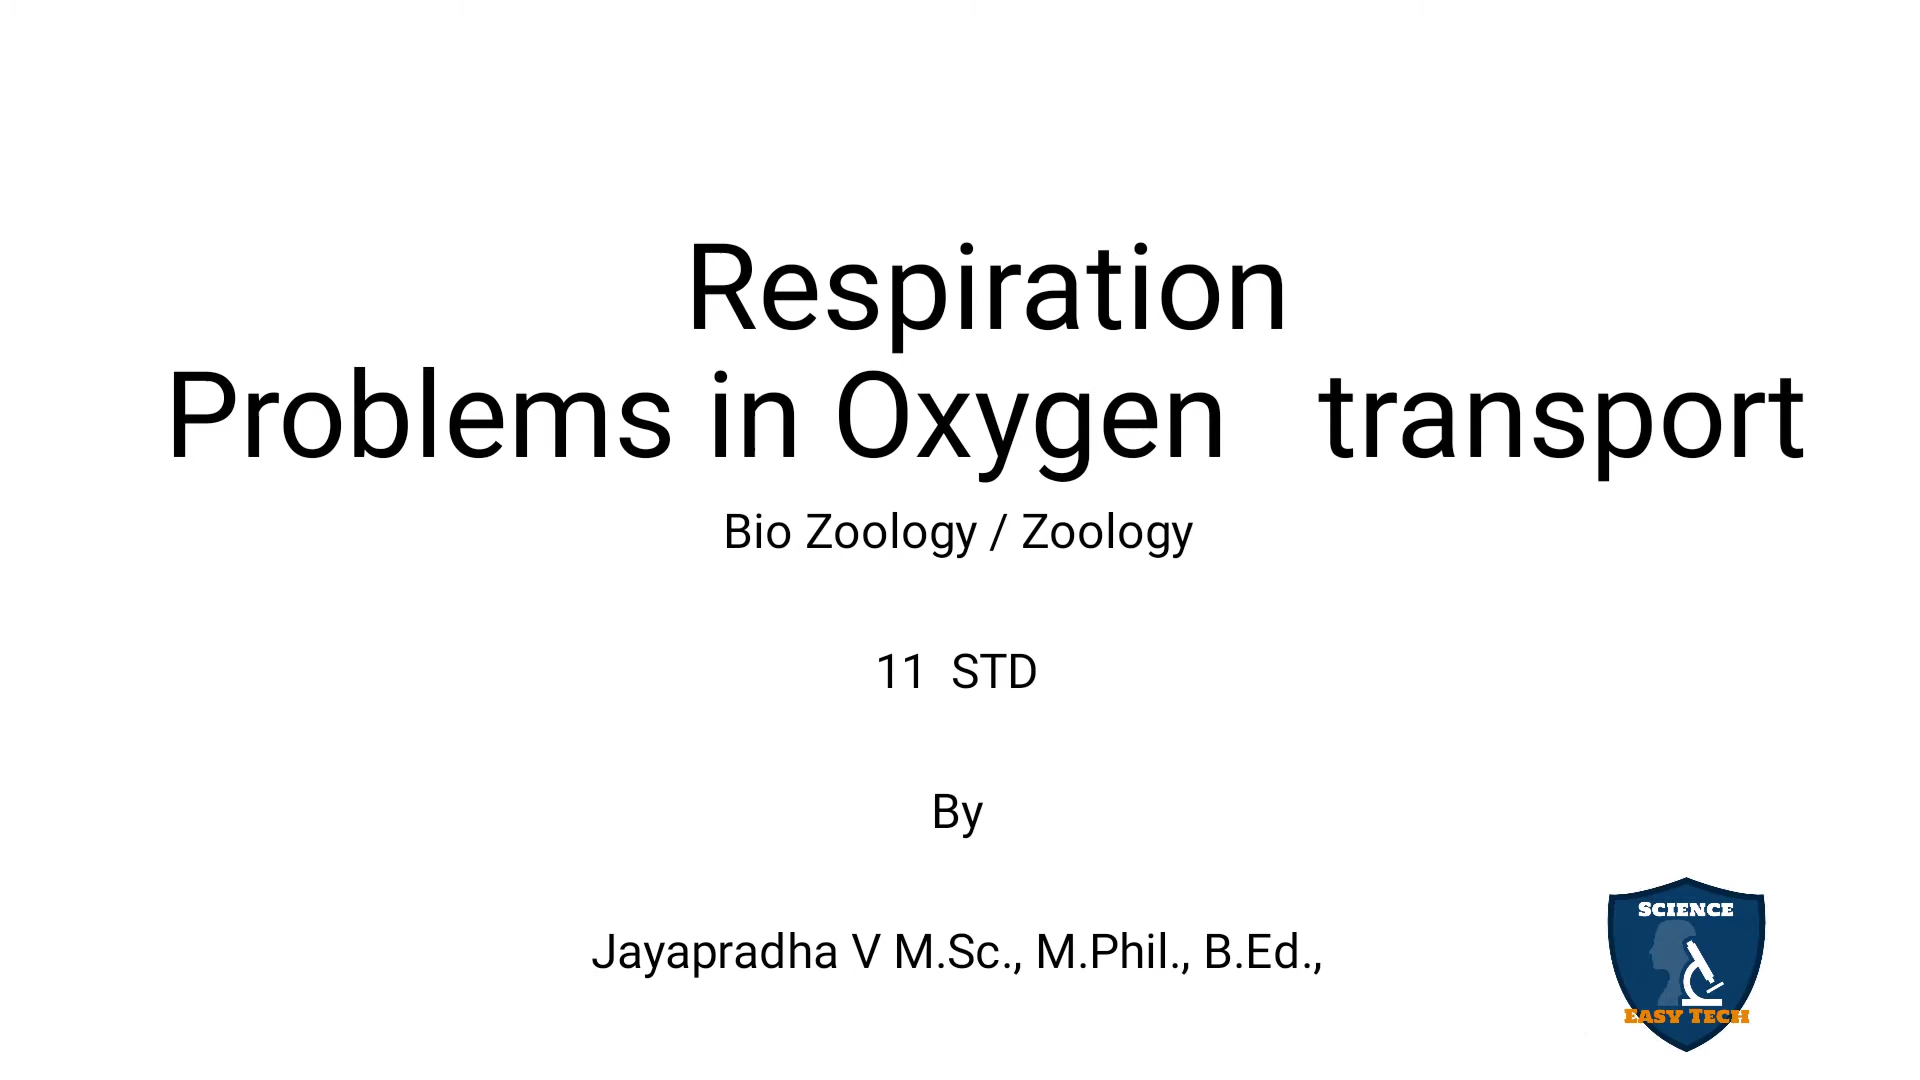 Respiration
Problems in Oxygen transport
Bio Zoology / Zoology
11 STD
By
Jayapradha V M.Sc., M.Phil., B.Ed.,
SCIENCE
EASY TECH